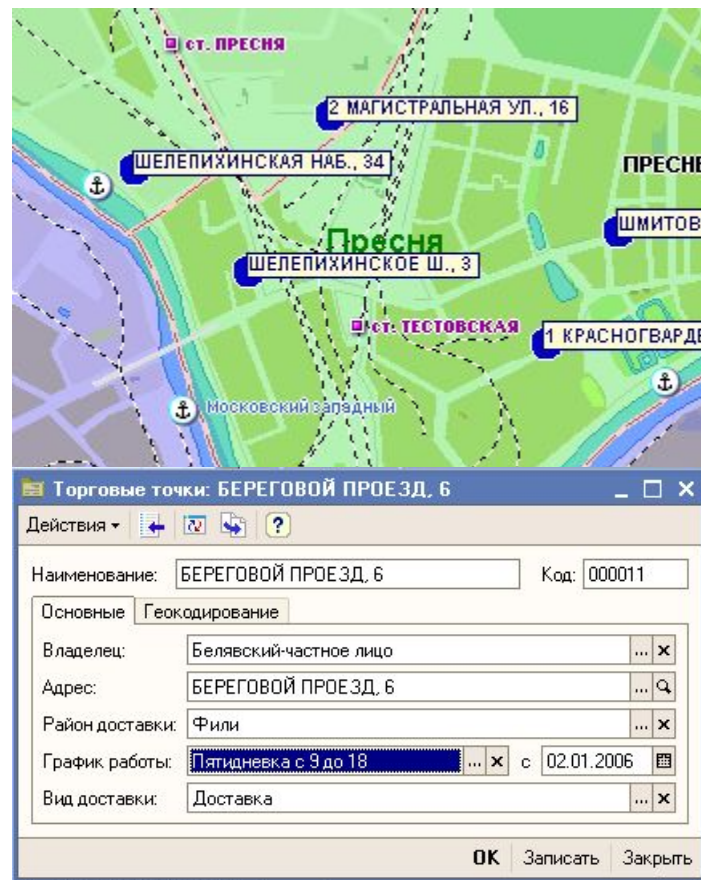 ст. ПРЕСНЯ
2 МАГИСТРАЛЬНАЯ УЛ., 16
ШЕЛЕПИХИНСКАЯ НАБ., 34
ПРЕСНЕ
ШМИТОВ
Пресня
ШЕЛЕПИХИНСКОЕ Ш., 3
ст. ТЕСТОВСКАЯ
1 КРАСНОГВАРДЕ
Московский западный
Торговые точки: БЕРЕГОВОЙ ПРОЕЗД, 6
Действия
Наименование: БЕРЕГОВОЙ ПРОЕЗД, 6 Код: 000011
Основные Геокодирование
Владелец: Белявский-частное лицо
Адрес: БЕРЕГОВОЙ ПРОЕЗД, 6
Район доставки: Фили
График работы: Пятидневка с 9 до 18 с 02.01.2006
Вид доставки: Доставка
OK Записать Закрыть